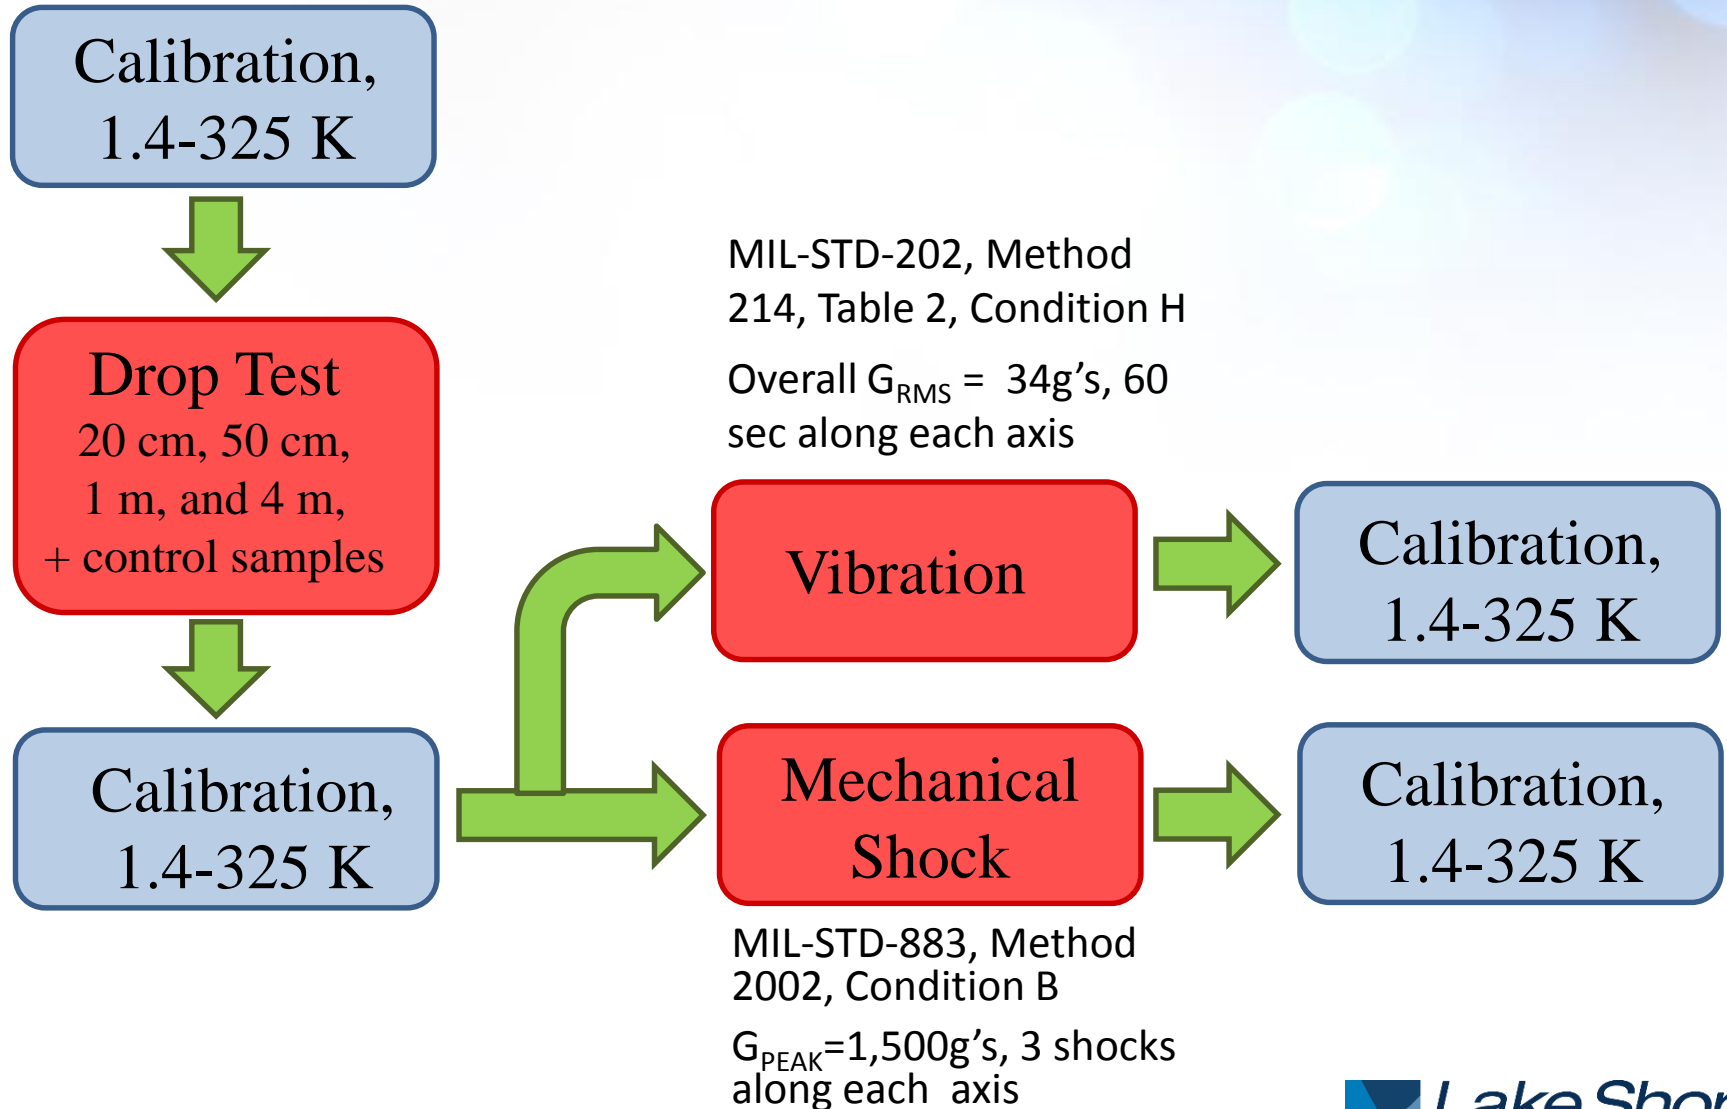 Calibration,
1.4-325 K
Drop Test
20 cm, 50 cm,
1 m, and 4 m,
+ control samples
Calibration,
1.4-325 K
MIL-STD-202, Method
214, Table 2, Condition H
Overall GRMS = 34g’s, 60
sec along each axis
Vibration
Calibration,
1.4-325 K
Mechanical
Shock
Calibration,
1.4-325 K
MIL-STD-883, Method
2002, Condition B
GPEAK=1,500g’s, 3 shocks
along each axis
Lake Shor